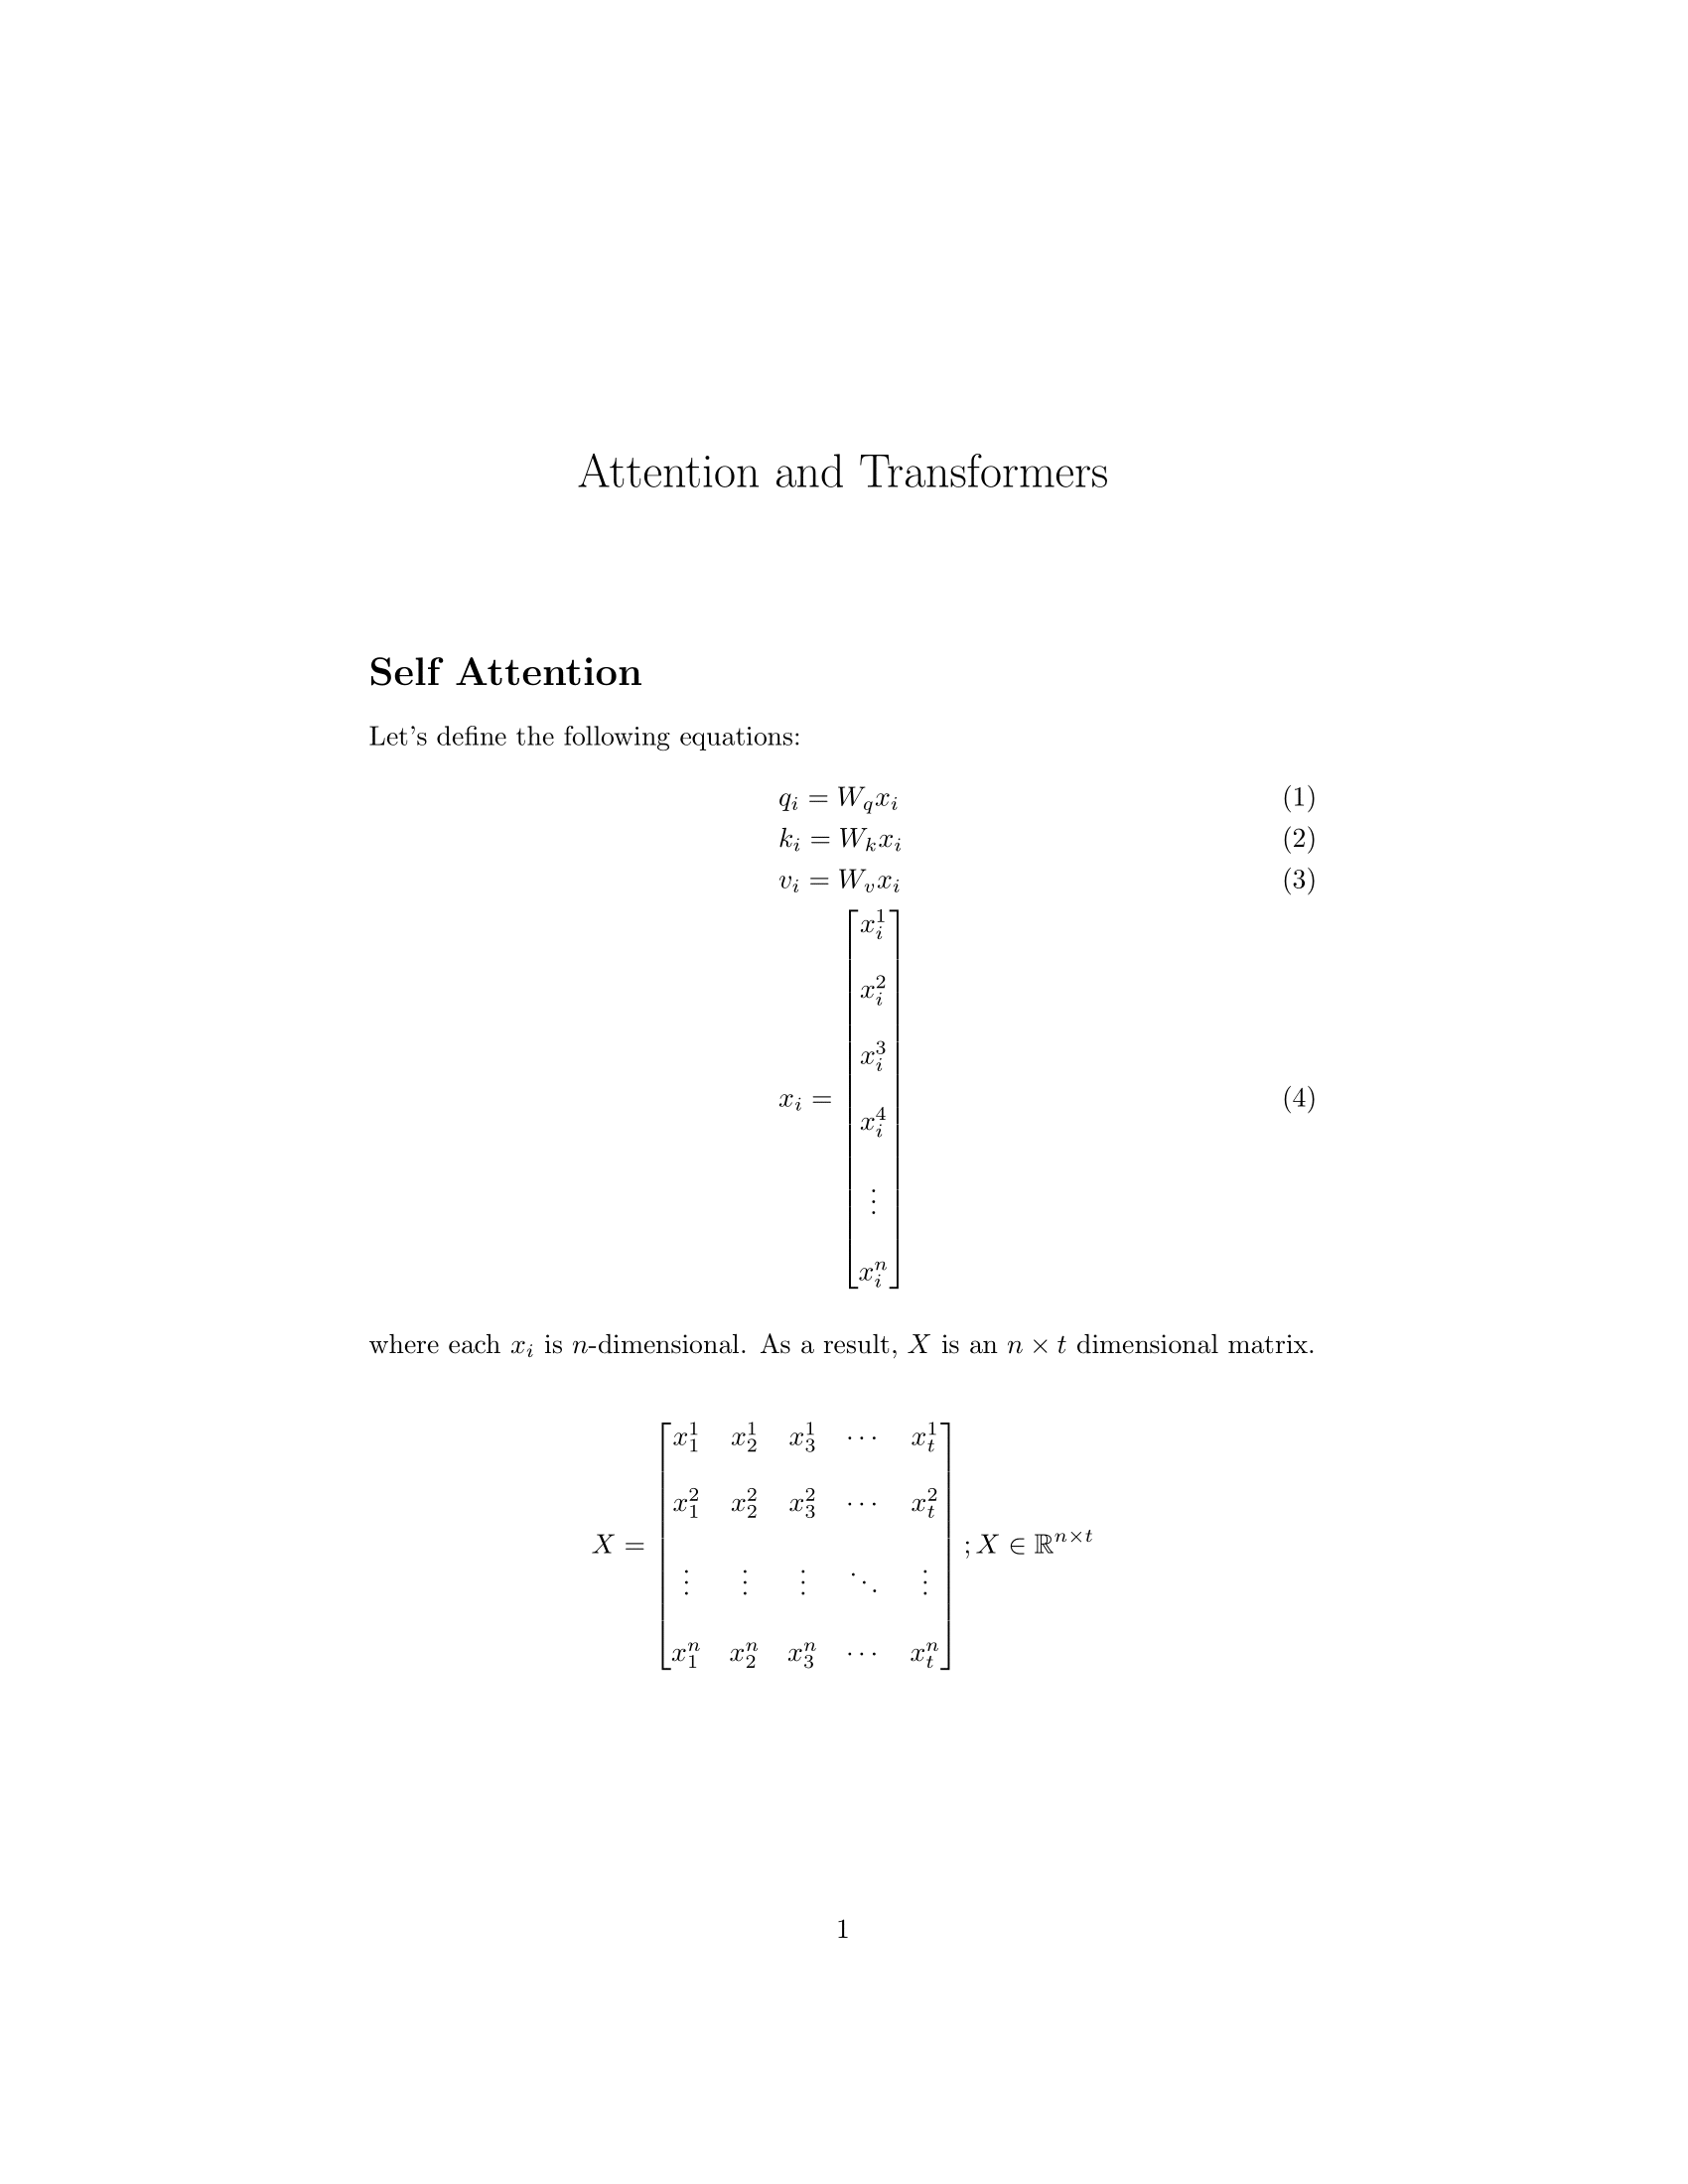 Attention and Transformers
Self Attention
Let's define the following equations:
q_i = W_q x_i (1)
k_i = W_k x_i (2)
v_i = W_v x_i (3)
x_i = \begin{bmatrix} x_i^1 \\ x_i^2 \\ x_i^3 \\ x_i^4 \\ \vdots \\ x_i^n \end{bmatrix} (4)
where each x_i is n-dimensional. As a result, X is an n × t dimensional matrix.
X = \begin{bmatrix} x_1^1 & x_2^1 & x_3^1 & \cdots & x_t^1 \\ x_1^2 & x_2^2 & x_3^2 & \cdots & x_t^2 \\ \vdots & \vdots & \vdots & \ddots & \vdots \\ x_1^n & x_2^n & x_3^n & \cdots & x_t^n \end{bmatrix} ; X ∈ ℝ^{n×t}
1